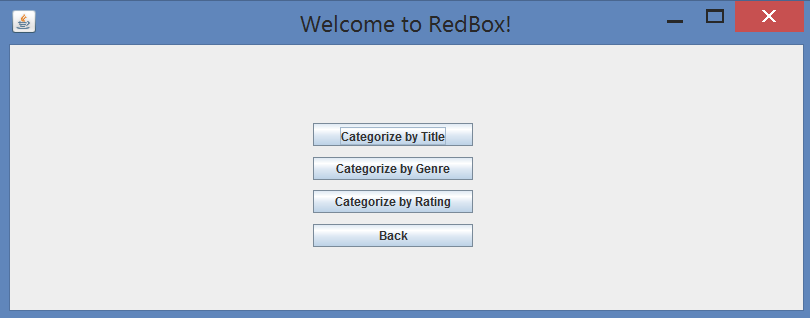 Welcome to RedBox!
Categorize by Title
Categorize by Genre
Categorize by Rating
Back